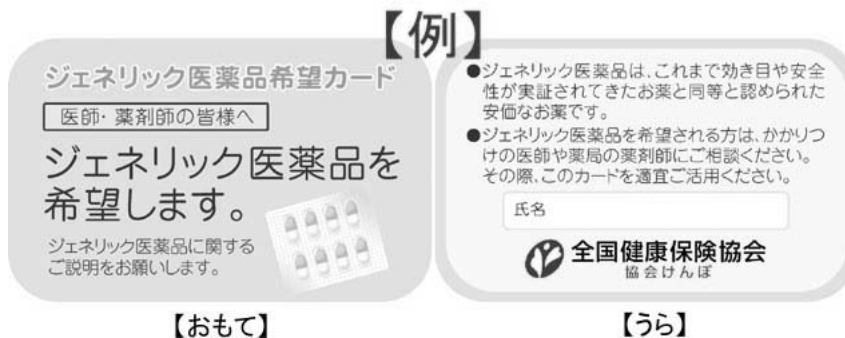 【例】
ジェネリック医薬品希望カード
医師・薬剤師の皆様へ
ジェネリック医薬品を
希望します。
ジェネリック医薬品に関する
ご説明をお願いします。
【おもて】
●ジェネリック医薬品は、これまで効き目や安全
性が実証されてきたお薬と同等と認められた
安価なお薬です。
●ジェネリック医薬品を希望される方は、かかりつ
けの医師や薬局の薬剤師にご相談ください。
その際、このカードを適宜ご活用ください。
氏名
全国健康保険協会
協会けんぽ
【うら】